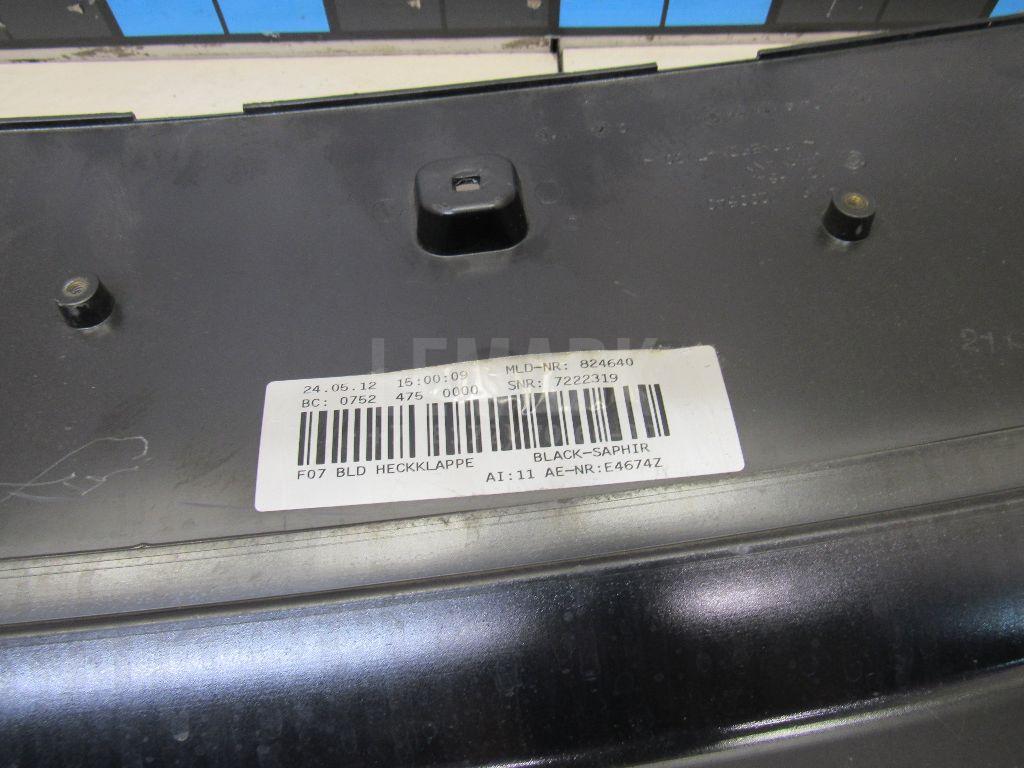 LEMARK
24.05.12 15:00:09 MLD-NR: 824640
BC: 0752 475 0000 SNR: 7222319
F07 BLD HECKKLAPPE BLACK-SAPHIR
AI:11 AE-NR:E4674Z